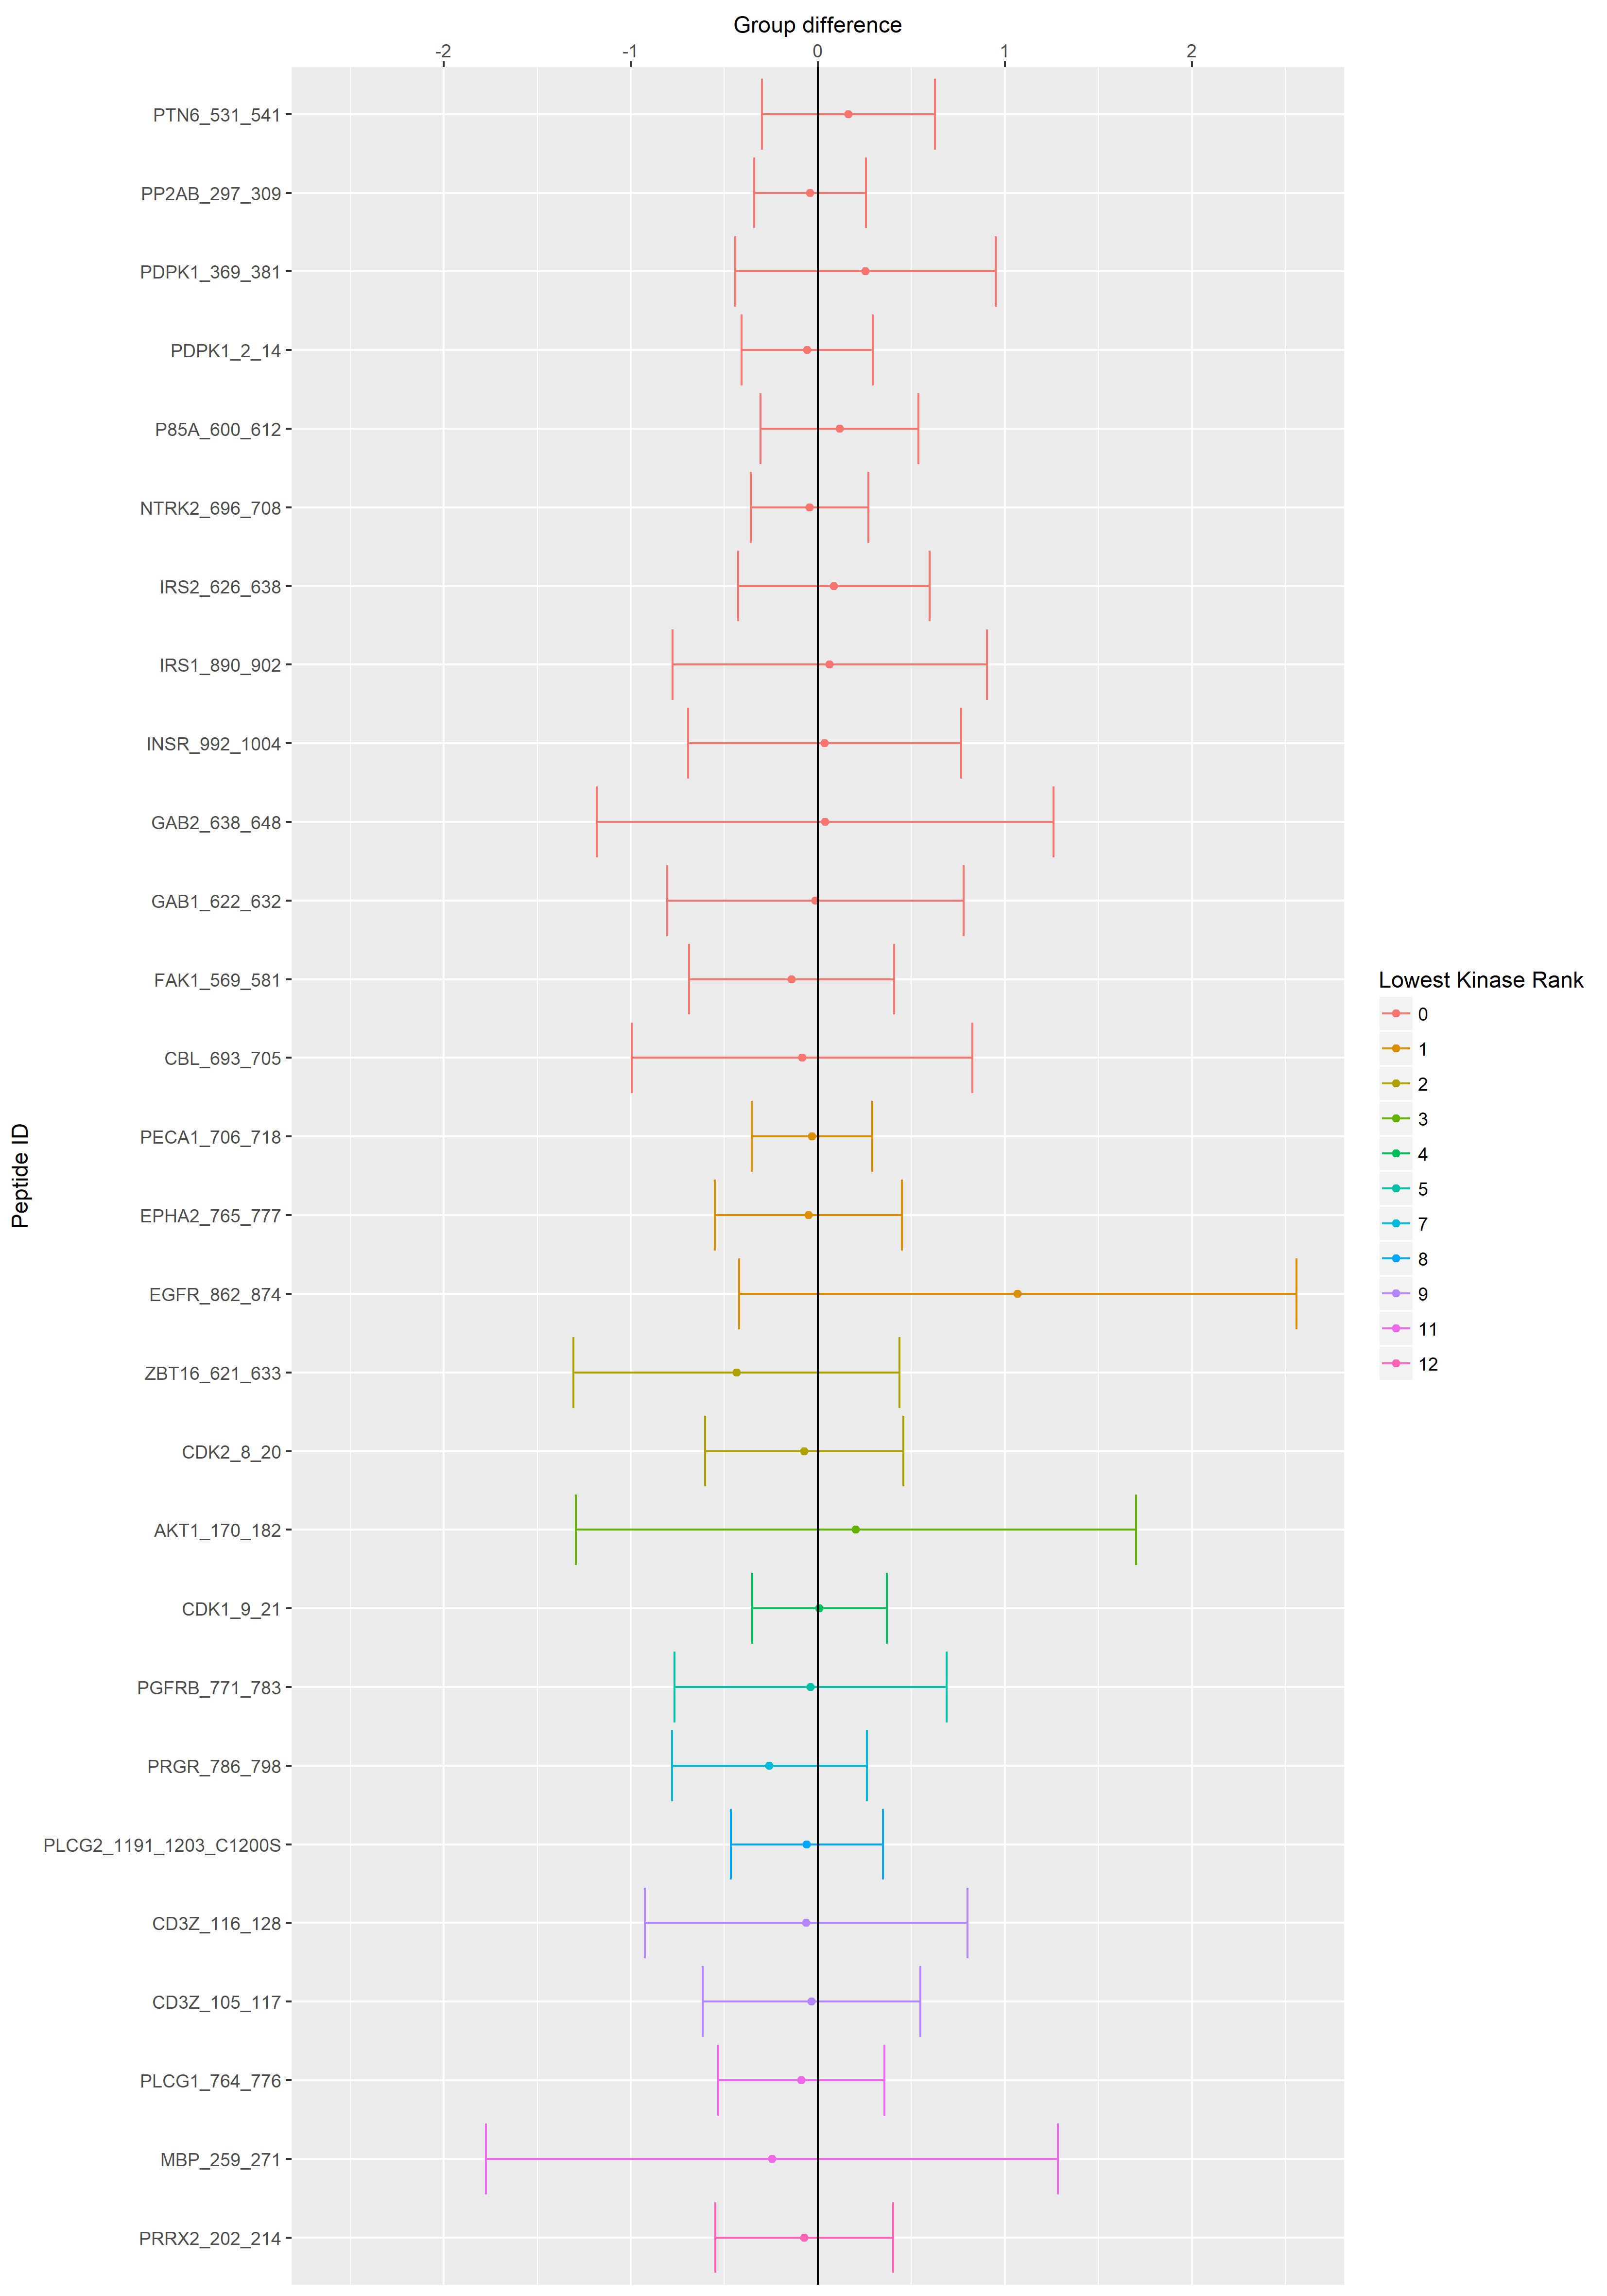 Group difference
-2 -1 0 1 2
PTN6_531_541
PP2AB_297_309
PDPK1_369_381
PDPK1_2_14
P85A_600_612
NTRK2_696_708
IRS2_626_638
IRS1_890_902
INSR_992_1004
GAB2_638_648
GAB1_622_632
FAK1_569_581
CBL_693_705
PECA1_706_718
EPHA2_765_777
EGFR_862_874
ZBT16_621_633
CDK2_8_20
AKT1_170_182
CDK1_9_21
PGFRB_771_783
PRGR_786_798
PLCG2_1191_1203_C1200S
CD3Z_116_128
CD3Z_105_117
PLCG1_764_776
MBP_259_271
PRRX2_202_214
Peptide ID
Lowest Kinase Rank
0
1
2
3
4
5
7
8
9
11
12